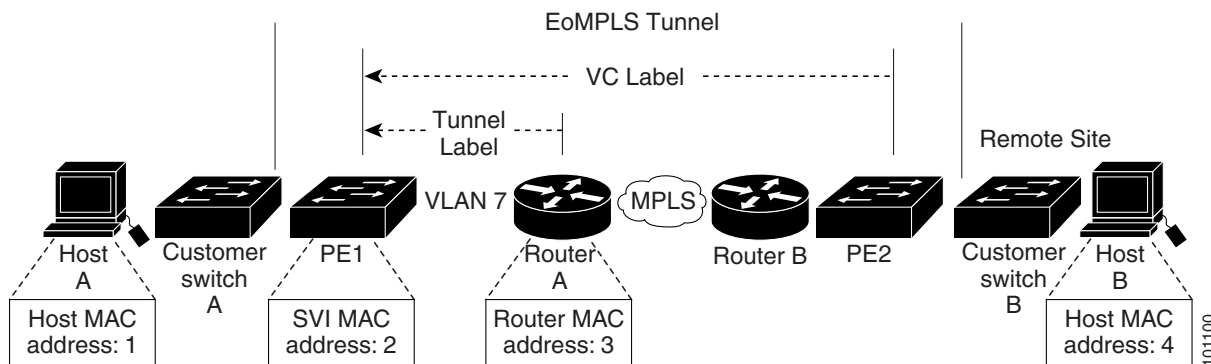 EoMPLS Tunnel
VC Label
Tunnel
Label
Remote Site
VLAN 7
MPLS
Host
A
Customer
switch
A
PE1
Router
A
Router B
PE2
Customer
switch
B
Host
B
Host MAC
address: 1
SVI MAC
address: 2
Router MAC
address: 3
Host MAC
address: 4
101100